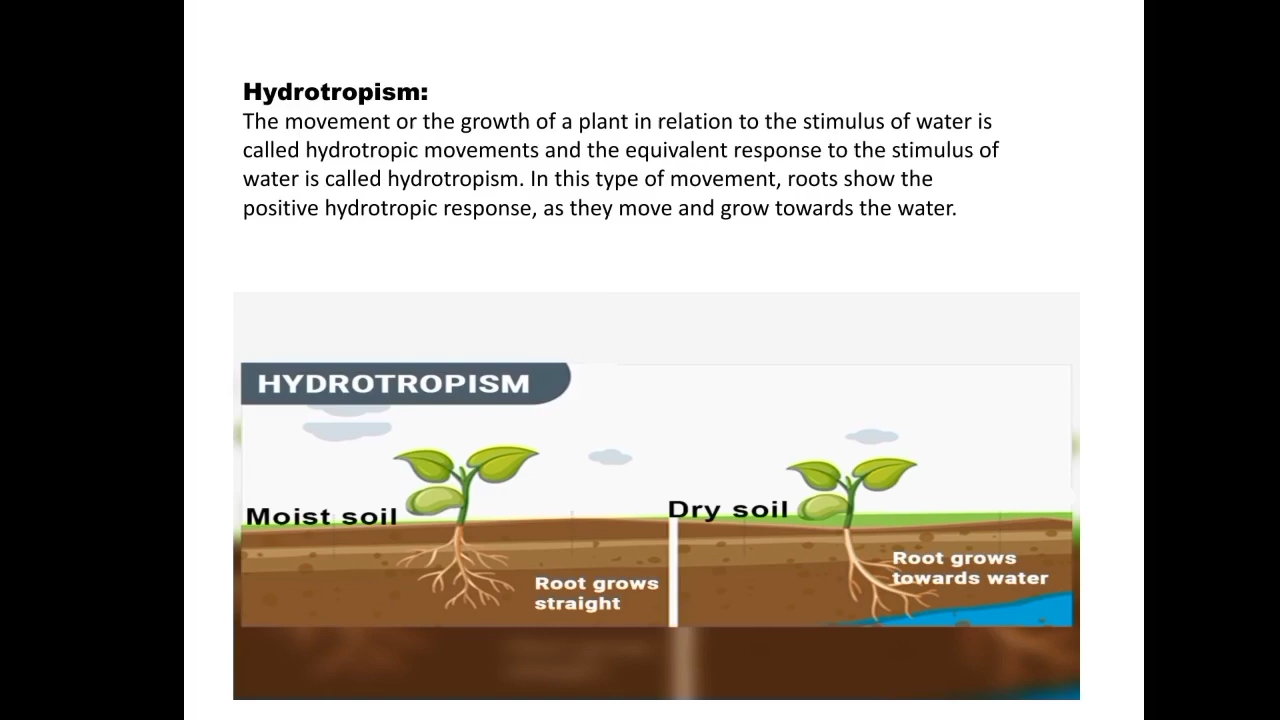 Hydrotropism:
The movement or the growth of a plant in relation to the stimulus of water is
called hydrotropic movements and the equivalent response to the stimulus of
water is called hydrotropism. In this type of movement, roots show the
positive hydrotropic response, as they move and grow towards the water.
HYDROTROPISM
Moist soil
Root grows
straight
Dry soil
Root grows
towards water